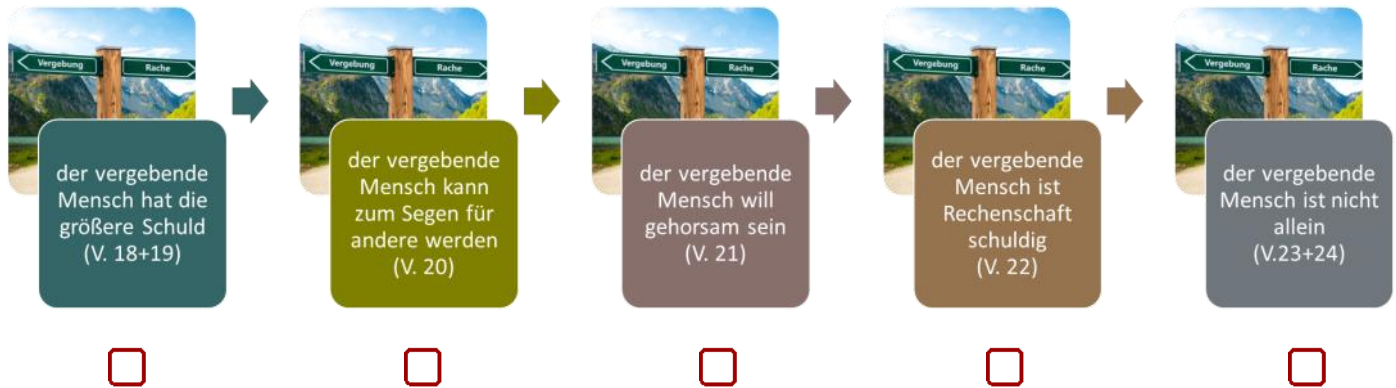 Vergebung
Rache
Vergebung
Rache
Vergebung
Rache
Vergebung
Rache
Vergebung
Rache
der vergebende
Mensch hat die
größere Schuld
(V. 18+19)
der vergebende
Mensch kann
zum Segen für
andere werden
(V. 20)
der vergebende
Mensch will
gehorsam sein
(V. 21)
der vergebende
Mensch ist
Rechenschaft
schuldig
(V. 22)
der vergebende
Mensch ist nicht
allein
(V.23+24)